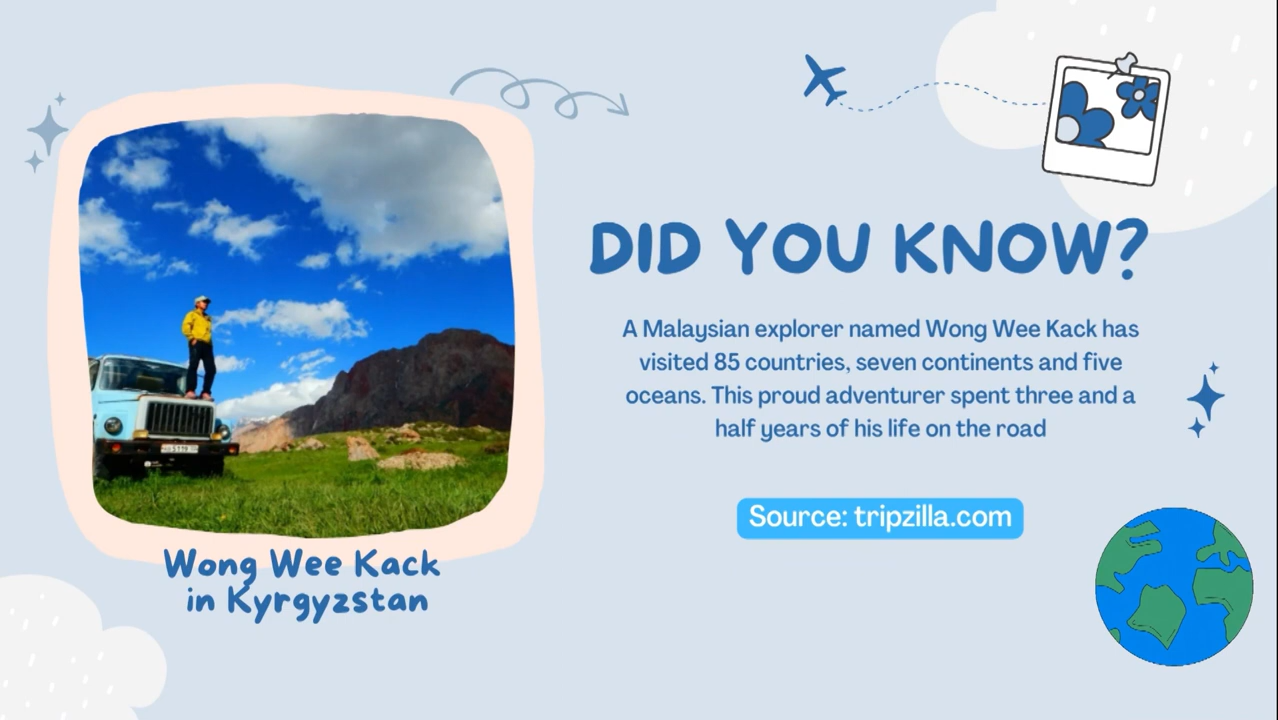 DID YOU KNOW?
A Malaysian explorer named Wong Wee Kack has
visited 85 countries, seven continents and five
oceans. This proud adventurer spent three and a
half years of his life on the road
Source: tripzilla.com
Wong Wee Kack
in Kyrgyzstan